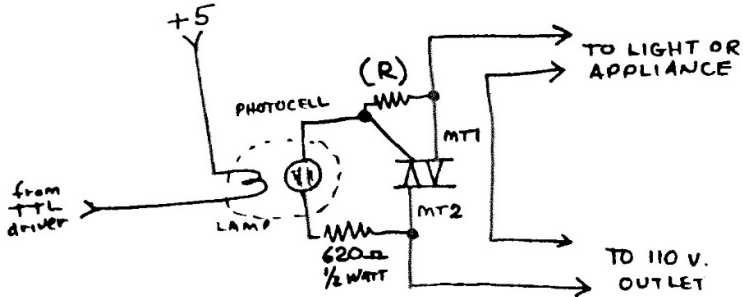 +5
TO LIGHT OR
APPLIANCE
(R)
PHOTOCELL
MT1
from
TTL
driver
LAMP
MT2
620Ω
1/2 WATT
TO 110 V.
OUTLET